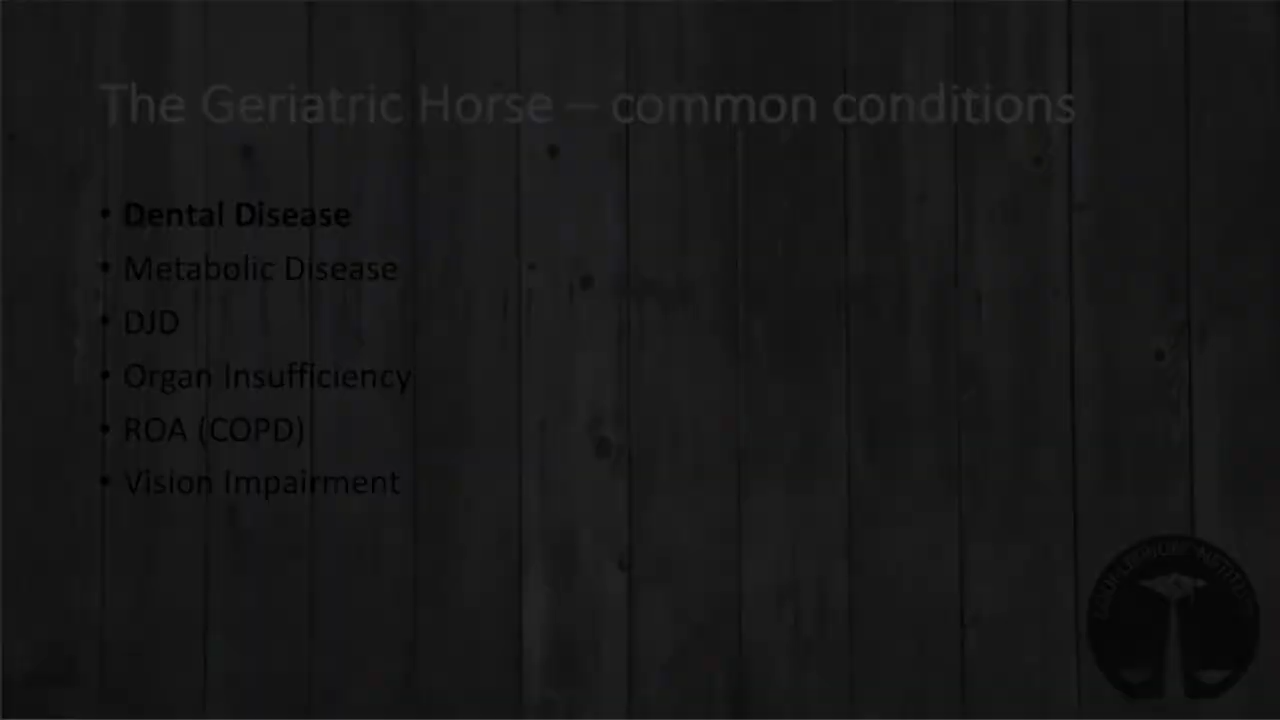 The Geriatric Horse – common conditions
• Dental Disease
• Metabolic Disease
• DJD
• Organ Insufficiency
• ROA (COPD)
• Vision Impairment